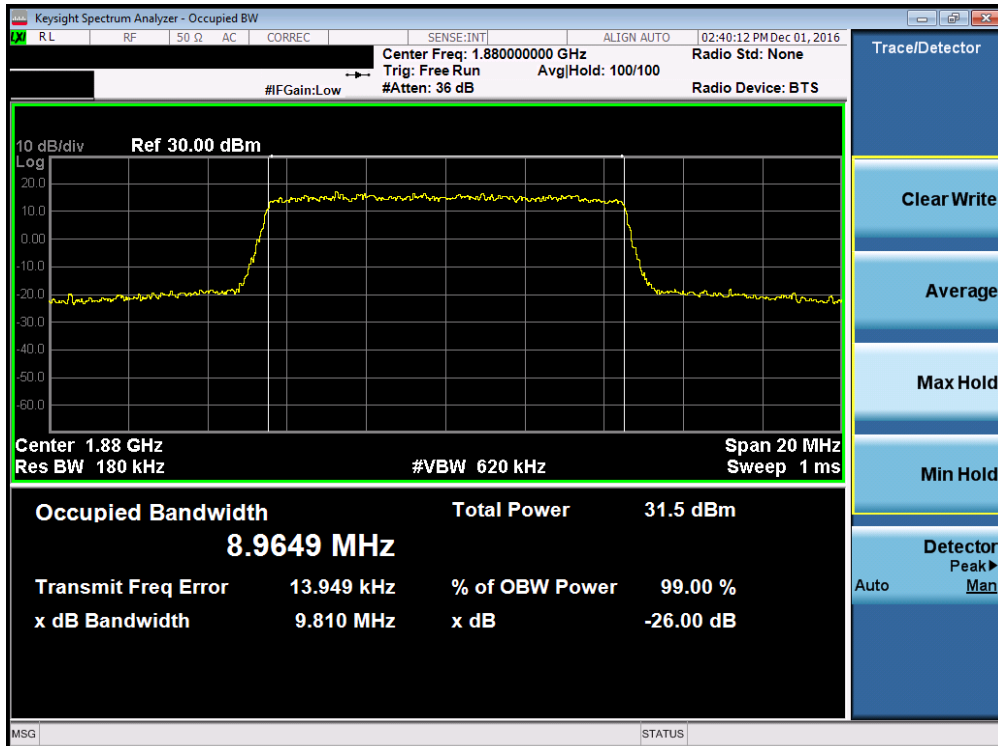 Keysight Spectrum Analyzer - Occupied BW
LXI RL RF 50 Ω AC CORREC SENSE:INT ALIGN AUTO 02:40:12 PM Dec 01, 2016
Center Freq: 1.880000000 GHz Radio Std: None
Trig: Free Run Avg|Hold: 100/100
#IFGain:Low #Atten: 36 dB Radio Device: BTS
10 dB/div Ref 30.00 dBm
Log
20.0
10.0
0.00
-10.0
-20.0
-30.0
-40.0
-50.0
-60.0
Center 1.88 GHz Span 20 MHz
Res BW 180 kHz #VBW 620 kHz Sweep 1 ms
Occupied Bandwidth Total Power 31.5 dBm
8.9649 MHz
Transmit Freq Error 13.949 kHz % of OBW Power 99.00 %
x dB Bandwidth 9.810 MHz x dB -26.00 dB
MSG STATUS
Trace/Detector
Clear Write
Average
Max Hold
Min Hold
Detector
Peak▶
Auto Man